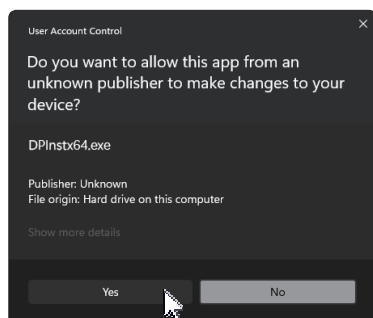 User Account Control
Do you want to allow this app from an
unknown publisher to make changes to your
device?
DPInstx64.exe
Publisher: Unknown
File origin: Hard drive on this computer
Show more details
Yes
No